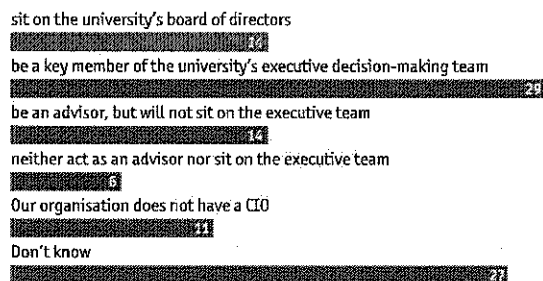 sit on the university's board of directors
14
be a key member of the university's executive decision-making team
29
be an advisor, but will not sit on the executive team
14
neither act as an advisor nor sit on the executive team
6
Our organisation does not have a CIO
11
Don't know
27